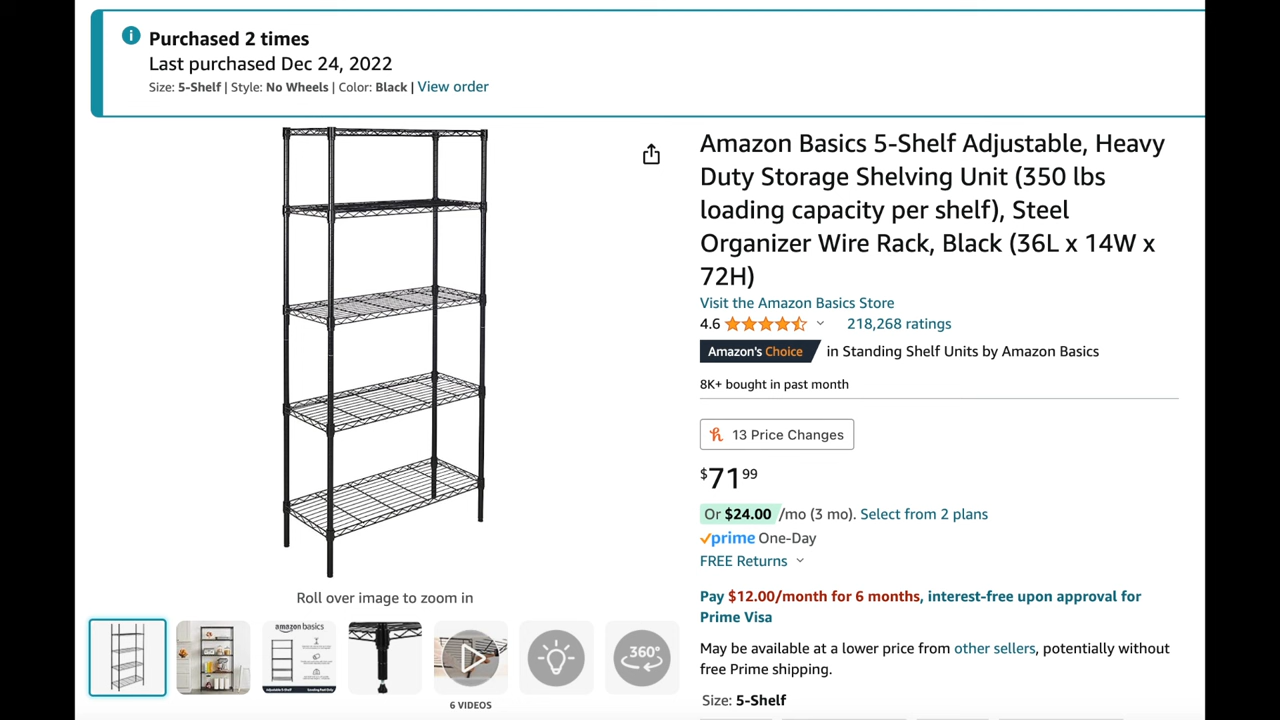 Purchased 2 times
Last purchased Dec 24, 2022
Size: 5-Shelf | Style: No Wheels | Color: Black | View order
Amazon Basics 5-Shelf Adjustable, Heavy
Duty Storage Shelving Unit (350 lbs
loading capacity per shelf), Steel
Organizer Wire Rack, Black (36L x 14W x
72H)
Visit the Amazon Basics Store
4.6 218,268 ratings
Amazon's Choice in Standing Shelf Units by Amazon Basics
8K+ bought in past month
13 Price Changes
$71.99
Or $24.00 /mo (3 mo). Select from 2 plans
prime One-Day
FREE Returns
Pay $12.00/month for 6 months, interest-free upon approval for
Prime Visa
May be available at a lower price from other sellers, potentially without
free Prime shipping.
Size: 5-Shelf
Roll over image to zoom in
amazon basics
360°
6 VIDEOS